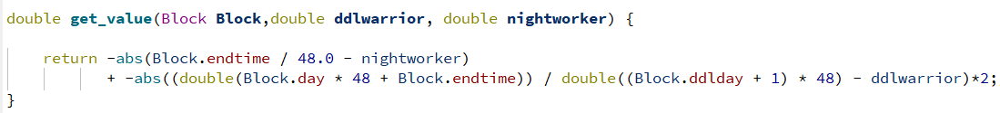 double get_value(Block Block,double ddlwarrior, double nightworker) {
return -abs(Block.endtime / 48.0 - nightworker)
+ -abs((double(Block.day * 48 + Block.endtime)) / double((Block.ddlday + 1) * 48) - ddlwarrior)*2;
}